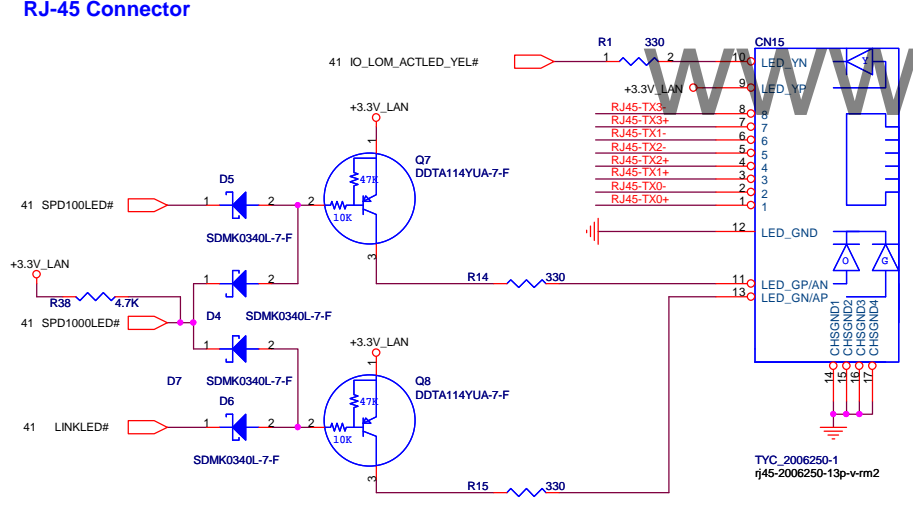 RJ-45 Connector
41 IO_LOM_ACTLED_YEL#
R1 330
1 2
CN15
10 LED_YN
Y
+3.3V_LAN
9 LED_YP
WWW
RJ45-TX3- 8 8
RJ45-TX3+ 7 7
RJ45-TX1- 6 6
RJ45-TX2- 5 5
RJ45-TX2+ 4 4
RJ45-TX1+ 3 3
RJ45-TX0- 2 2
RJ45-TX0+ 1 1
12 LED_GND
O G
11 LED_GP/AN
13 LED_GN/AP
CHSGND1
CHSGND2
CHSGND3
CHSGND4
14
15
16
17
TYC_2006250-1
rj45-2006250-13p-v-rm2
+3.3V_LAN
1
Q7
DDTA114YUA-7-F
47K
10K
2
3
D5
41 SPD100LED#
1 2
SDMK0340L-7-F
+3.3V_LAN
R38 4.7K
1 2
D4 SDMK0340L-7-F
41 SPD1000LED#
R14 330
1 2
D7 SDMK0340L-7-F
+3.3V_LAN
1
Q8
DDTA114YUA-7-F
47K
10K
2
3
D6
41 LINKLED#
1 2
SDMK0340L-7-F
R15 330